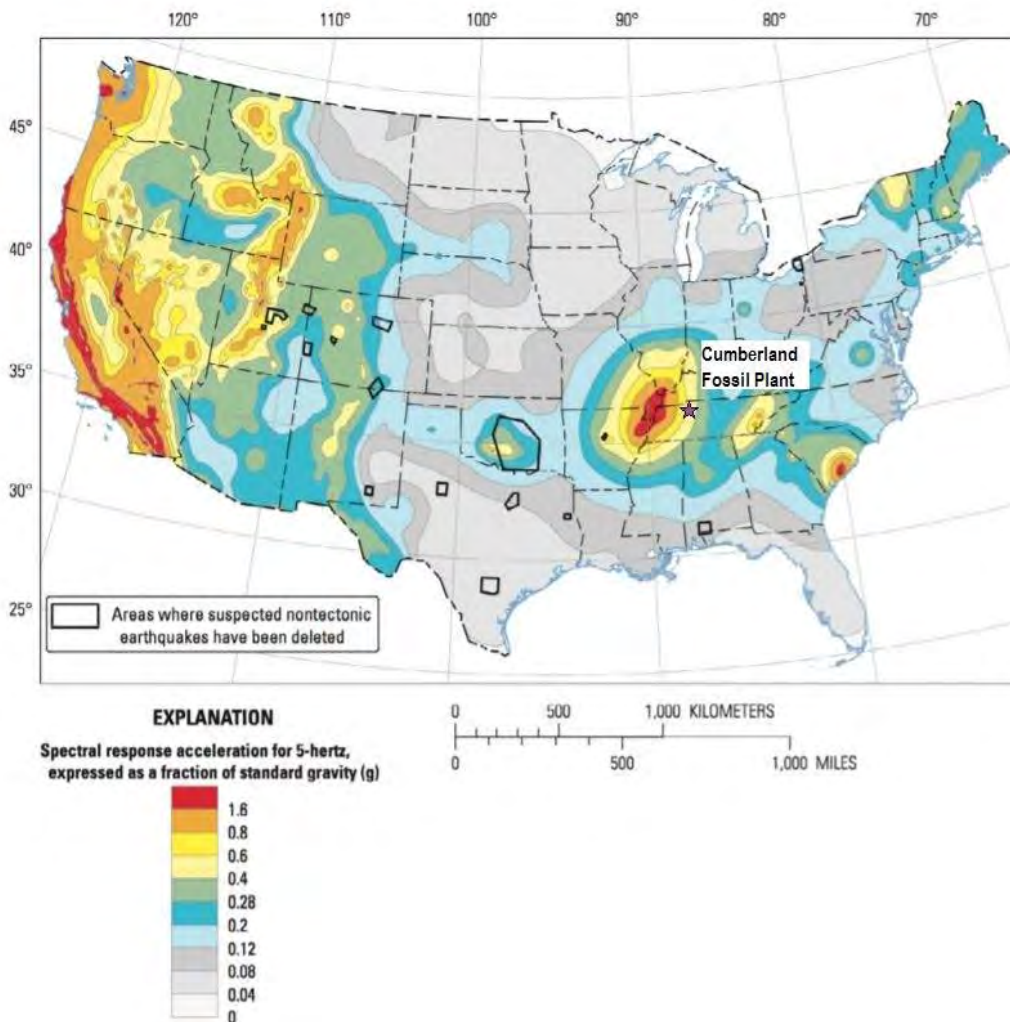 120° 110° 100° 90° 80° 70°
45°
40°
35°
30°
25°
Cumberland
Fossil Plant
Areas where suspected nontectonic
earthquakes have been deleted
EXPLANATION
Spectral response acceleration for 5-hertz,
expressed as a fraction of standard gravity (g)
1.6
0.8
0.6
0.4
0.28
0.2
0.12
0.08
0.04
0
0 500 1,000 KILOMETERS
0 500 1,000 MILES